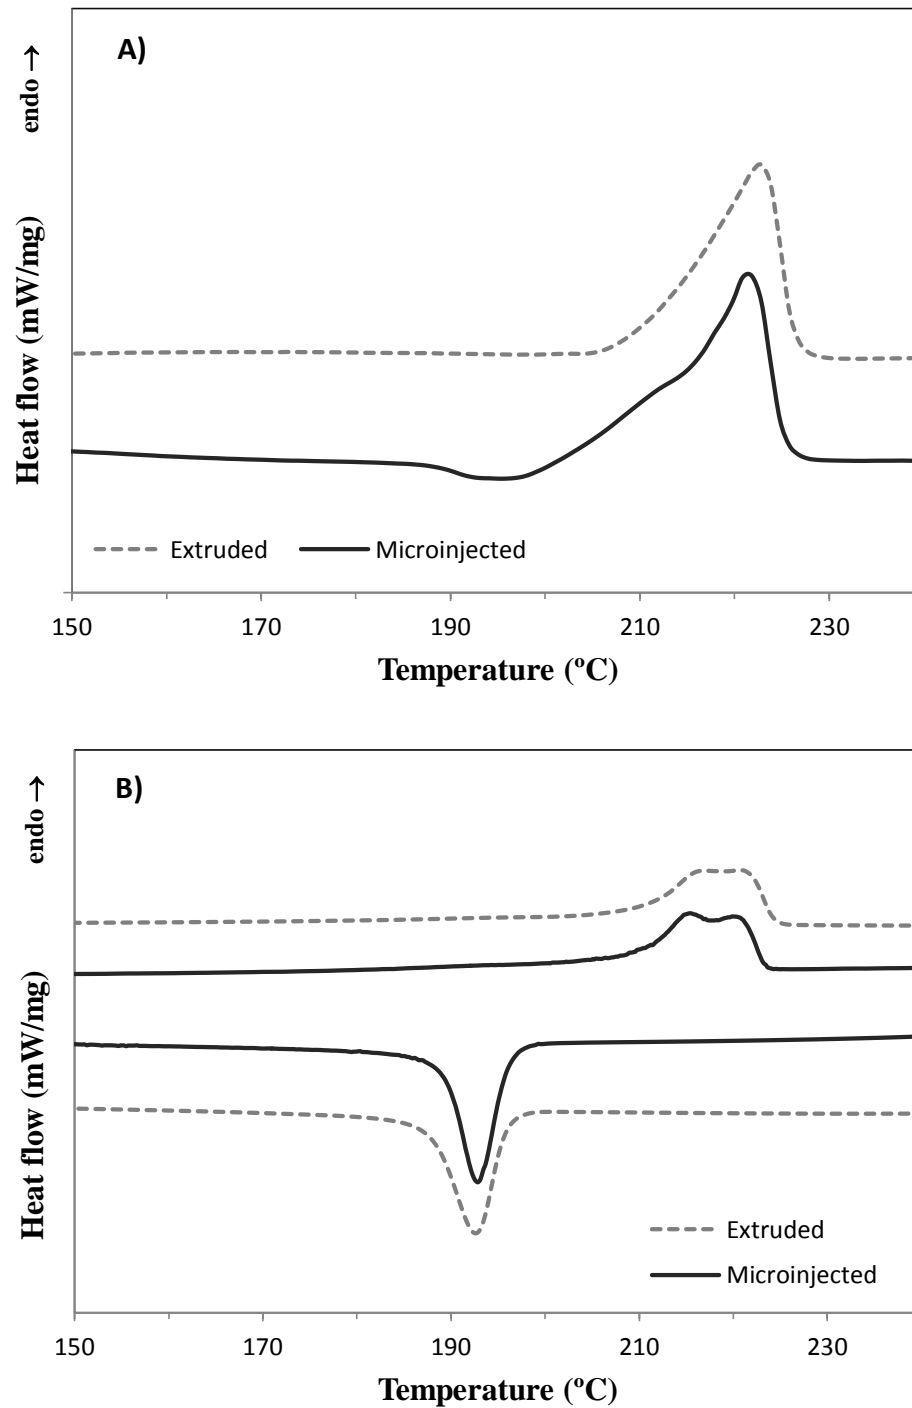 A)
endo →
Heat flow (mW/mg)
Extruded
Microinjected
150 170 190 210 230
Temperature (ºC)
B)
endo →
Heat flow (mW/mg)
Extruded
Microinjected
150 170 190 210 230
Temperature (ºC)